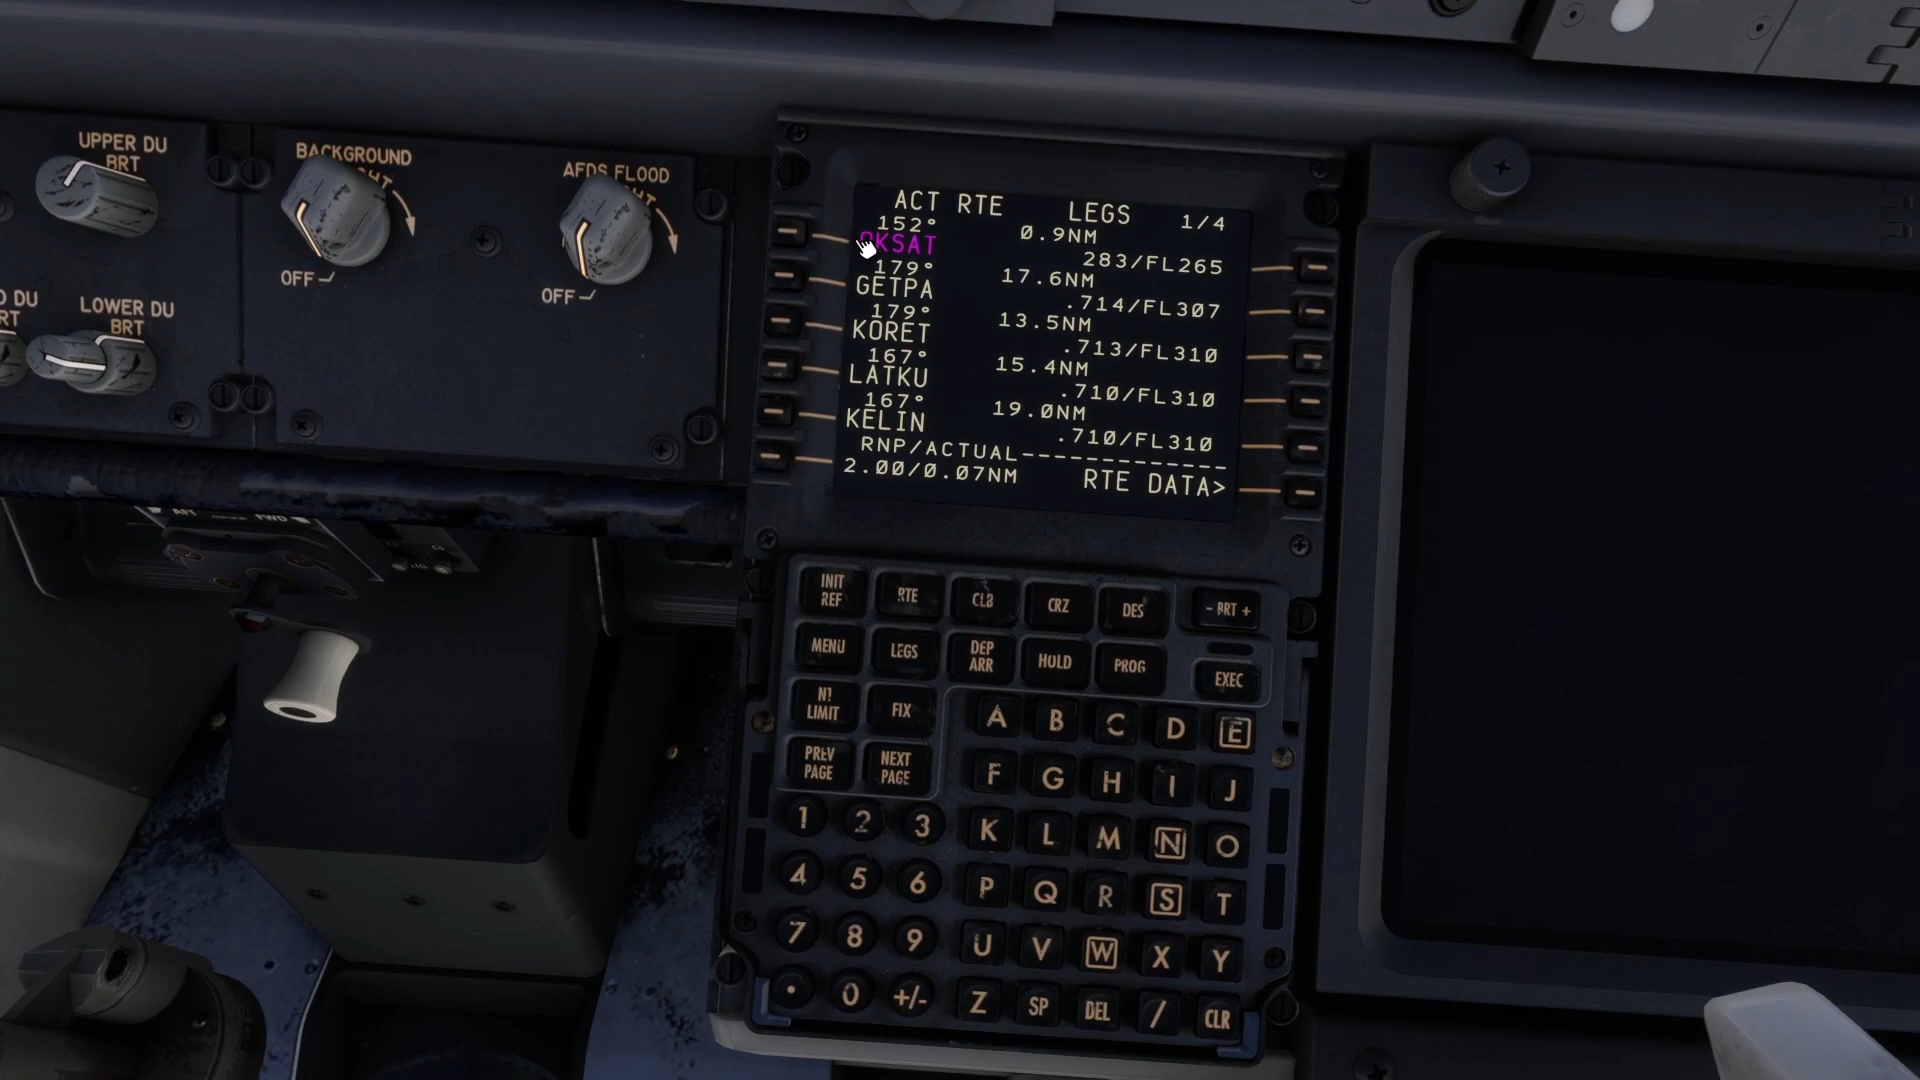 UPPER DU
BRT
BACKGROUND
OFF
AFDS FLOOD
OFF
LOWER DU
BRT
ACT RTE LEGS 1/4
152° 0.9NM
OKSAT 283/FL265
179° 17.6NM
GETPA .714/FL307
179° 13.5NM
KORET .713/FL310
167° 15.4NM
LATKU .710/FL310
167° 19.0NM
KELIN .710/FL310
RNP/ACTUAL-------------
2.00/0.07NM RTE DATA>
AFT FWD
INIT REF
RTE
CLB
CRZ
DES
- BRT +
MENU
LEGS
DEP ARR
HOLD
PROG
EXEC
N1 LIMIT
FIX
PREV PAGE
NEXT PAGE
A B C D E
F G H I J
1 2 3 K L M N O
4 5 6 P Q R S T
7 8 9 U V W X Y
. 0 +/- Z SP DEL / CLR